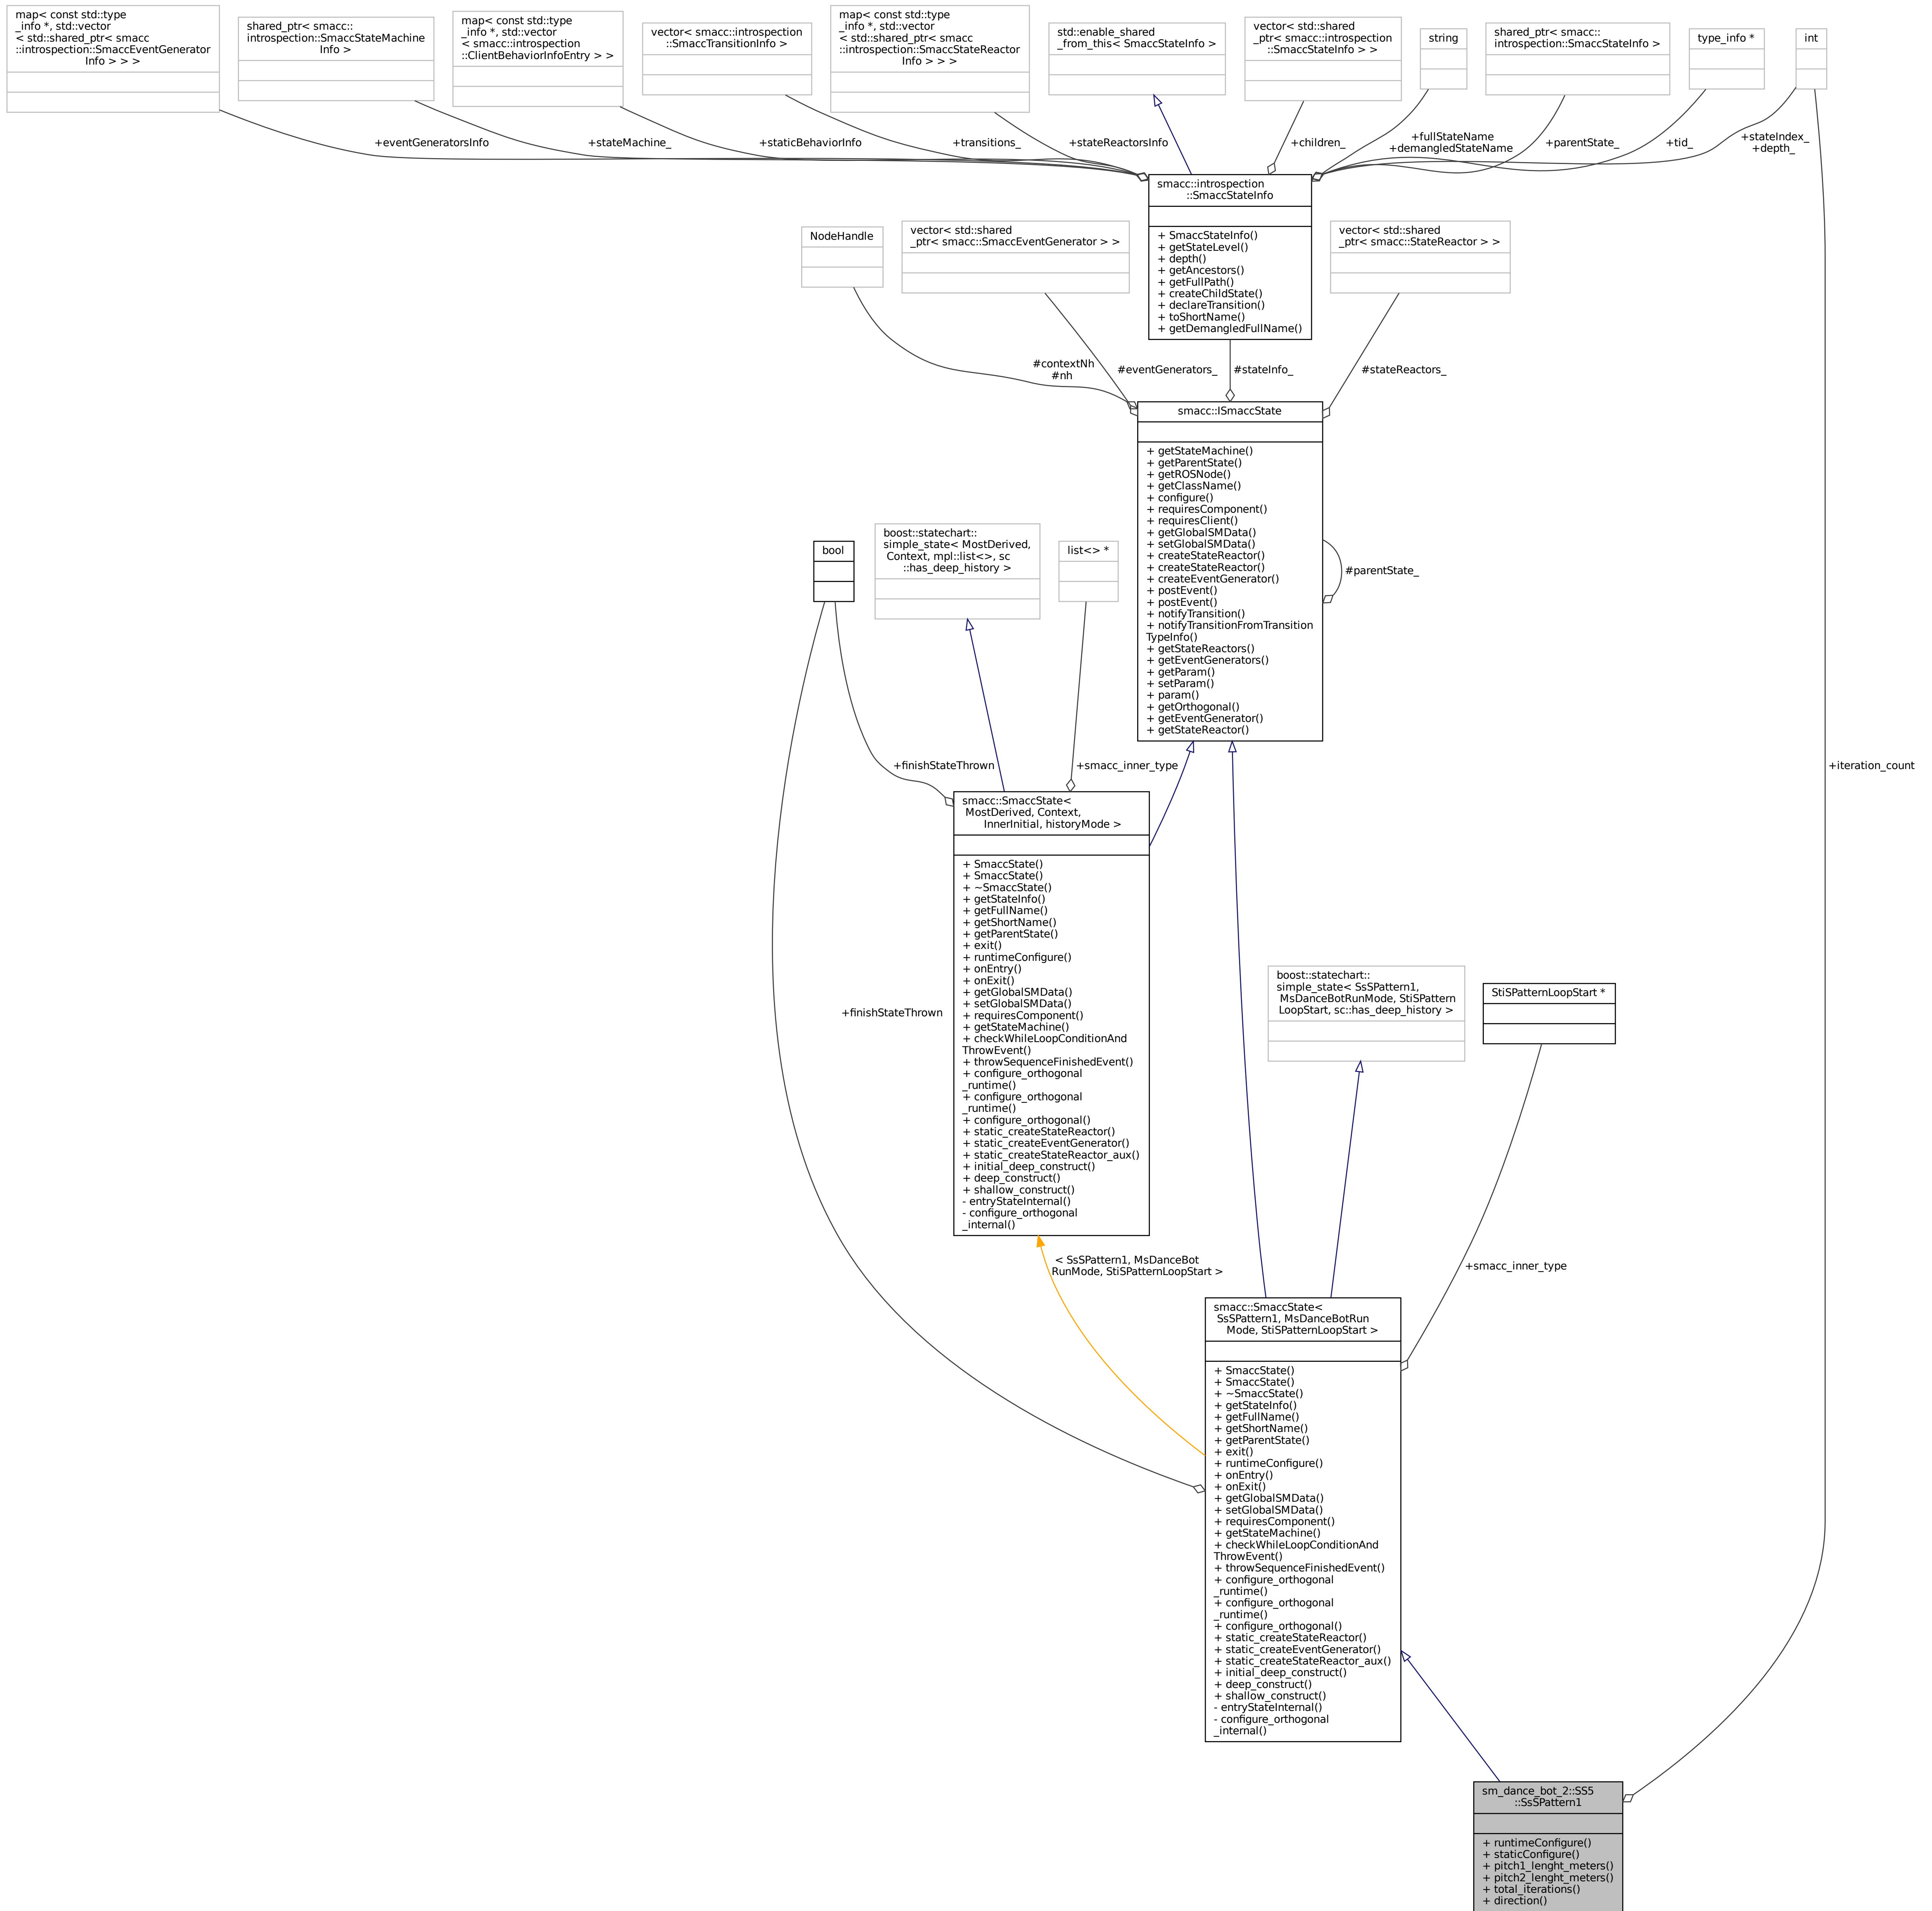 map< const std::type
_info *, std::vector
< std::shared_ptr< smacc
::introspection::SmaccEventGenerator
Info > > >
shared_ptr< smacc::
introspection::SmaccStateMachine
Info >
map< const std::type
_info *, std::vector
< smacc::introspection
::ClientBehaviorInfoEntry > >
vector< smacc::introspection
::SmaccTransitionInfo >
map< const std::type
_info *, std::vector
< std::shared_ptr< smacc
::introspection::SmaccStateReactor
Info > > >
std::enable_shared
_from_this< SmaccStateInfo >
vector< std::shared
_ptr< smacc::introspection
::SmaccStateInfo > >
string
shared_ptr< smacc::
introspection::SmaccStateInfo >
type_info *
int
+eventGeneratorsInfo
+stateMachine_
+staticBehaviorInfo
+transitions_
+stateReactorsInfo
+children_
+fullStateName
+demangledStateName
+parentState_
+tid_
+stateIndex_
+depth_
smacc::introspection
::SmaccStateInfo
+ SmaccStateInfo()
+ getStateLevel()
+ depth()
+ getAncestors()
+ getFullPath()
+ createChildState()
+ declareTransition()
+ toShortName()
+ getDemangledFullName()
NodeHandle
vector< std::shared
_ptr< smacc::SmaccEventGenerator > >
vector< std::shared
_ptr< smacc::StateReactor > >
#contextNh
#nh
#eventGenerators_
#stateInfo_
#stateReactors_
smacc::ISmaccState
+ getStateMachine()
+ getParentState()
+ getROSNode()
+ getClassName()
+ configure()
+ requiresComponent()
+ requiresClient()
+ getGlobalSMData()
+ setGlobalSMData()
+ createStateReactor()
+ createStateReactor()
+ createEventGenerator()
+ postEvent()
+ postEvent()
+ notifyTransition()
+ notifyTransitionFromTransition
TypeInfo()
+ getStateReactors()
+ getEventGenerators()
+ getParam()
+ setParam()
+ param()
+ getOrthogonal()
+ getEventGenerator()
+ getStateReactor()
#parentState_
bool
boost::statechart::
simple_state< MostDerived,
Context, mpl::list<>, sc
::has_deep_history >
list<> *
+finishStateThrown
+smacc_inner_type
+iteration_count
smacc::SmaccState<
MostDerived, Context,
InnerInitial, historyMode >
+ SmaccState()
+ SmaccState()
+ ~SmaccState()
+ getStateInfo()
+ getFullName()
+ getShortName()
+ getParentState()
+ exit()
+ runtimeConfigure()
+ onEntry()
+ onExit()
+ getGlobalSMData()
+ setGlobalSMData()
+ requiresComponent()
+ getStateMachine()
+ checkWhileLoopConditionAnd
ThrowEvent()
+ throwSequenceFinishedEvent()
+ configure_orthogonal
_runtime()
+ configure_orthogonal
_runtime()
+ configure_orthogonal()
+ static_createStateReactor()
+ static_createEventGenerator()
+ static_createStateReactor_aux()
+ initial_deep_construct()
+ deep_construct()
+ shallow_construct()
- entryStateInternal()
- configure_orthogonal
_internal()
+finishStateThrown
boost::statechart::
simple_state< SsSPattern1,
MsDanceBotRunMode, StiSPattern
LoopStart, sc::has_deep_history >
StiSPatternLoopStart *
< SsSPattern1, MsDanceBot
RunMode, StiSPatternLoopStart >
+smacc_inner_type
smacc::SmaccState<
SsSPattern1, MsDanceBotRun
Mode, StiSPatternLoopStart >
+ SmaccState()
+ SmaccState()
+ ~SmaccState()
+ getStateInfo()
+ getFullName()
+ getShortName()
+ getParentState()
+ exit()
+ runtimeConfigure()
+ onEntry()
+ onExit()
+ getGlobalSMData()
+ setGlobalSMData()
+ requiresComponent()
+ getStateMachine()
+ checkWhileLoopConditionAnd
ThrowEvent()
+ throwSequenceFinishedEvent()
+ configure_orthogonal
_runtime()
+ configure_orthogonal
_runtime()
+ configure_orthogonal()
+ static_createStateReactor()
+ static_createEventGenerator()
+ static_createStateReactor_aux()
+ initial_deep_construct()
+ deep_construct()
+ shallow_construct()
- entryStateInternal()
- configure_orthogonal
_internal()
sm_dance_bot_2::SS5
::SsSPattern1
+ runtimeConfigure()
+ staticConfigure()
+ pitch1_lenght_meters()
+ pitch2_lenght_meters()
+ total_iterations()
+ direction()